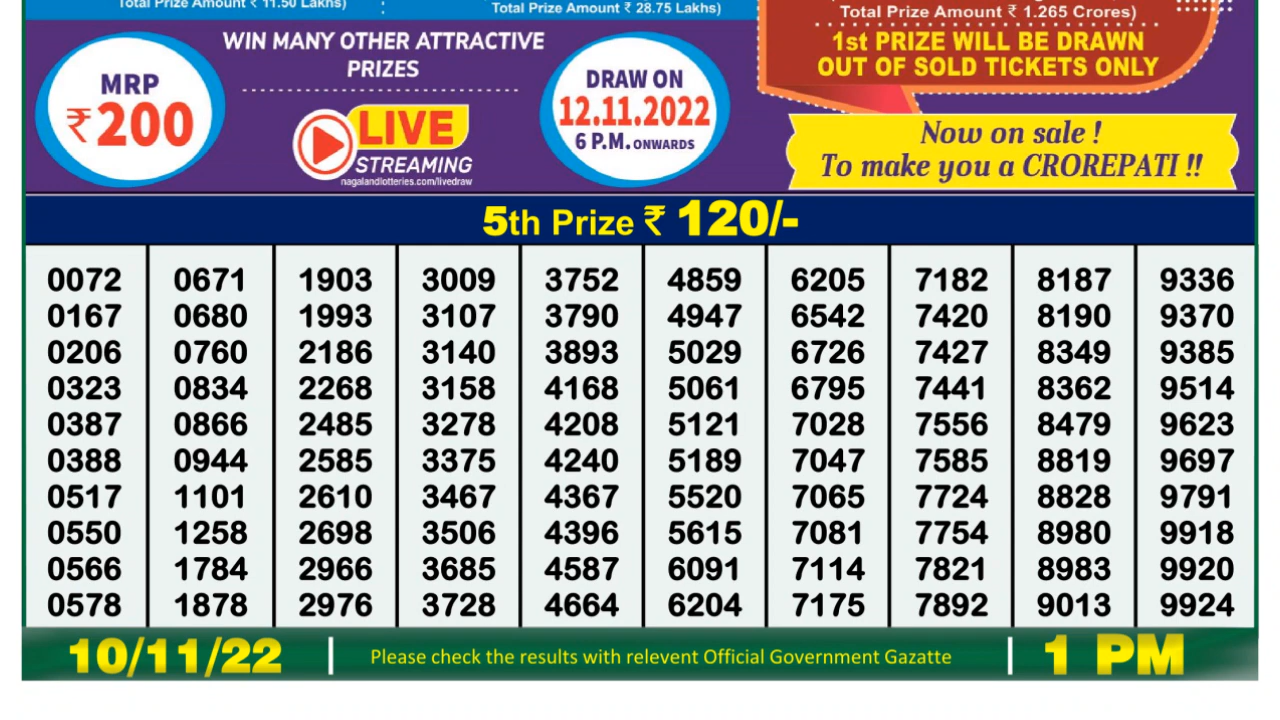 Total Prize Amount ₹ 11.50 Lakhs)
Total Prize Amount ₹ 28.75 Lakhs)
Total Prize Amount ₹ 1.265 Crores)
1st PRIZE WILL BE DRAWN
OUT OF SOLD TICKETS ONLY
WIN MANY OTHER ATTRACTIVE
PRIZES
MRP
₹200
LIVE
STREAMING
nagalandlotteries.com/livedraw
DRAW ON
12.11.2022
6 P.M. ONWARDS
Now on sale !
To make you a CROREPATI !!
5th Prize ₹ 120/-
0072 0671 1903 3009 3752 4859 6205 7182 8187 9336
0167 0680 1993 3107 3790 4947 6542 7420 8190 9370
0206 0760 2186 3140 3893 5029 6726 7427 8349 9385
0323 0834 2268 3158 4168 5061 6795 7441 8362 9514
0387 0866 2485 3278 4208 5121 7028 7556 8479 9623
0388 0944 2585 3375 4240 5189 7047 7585 8819 9697
0517 1101 2610 3467 4367 5520 7065 7724 8828 9791
0550 1258 2698 3506 4396 5615 7081 7754 8980 9918
0566 1784 2966 3685 4587 6091 7114 7821 8983 9920
0578 1878 2976 3728 4664 6204 7175 7892 9013 9924
10/11/22 | Please check the results with relevent Official Government Gazatte | 1 PM